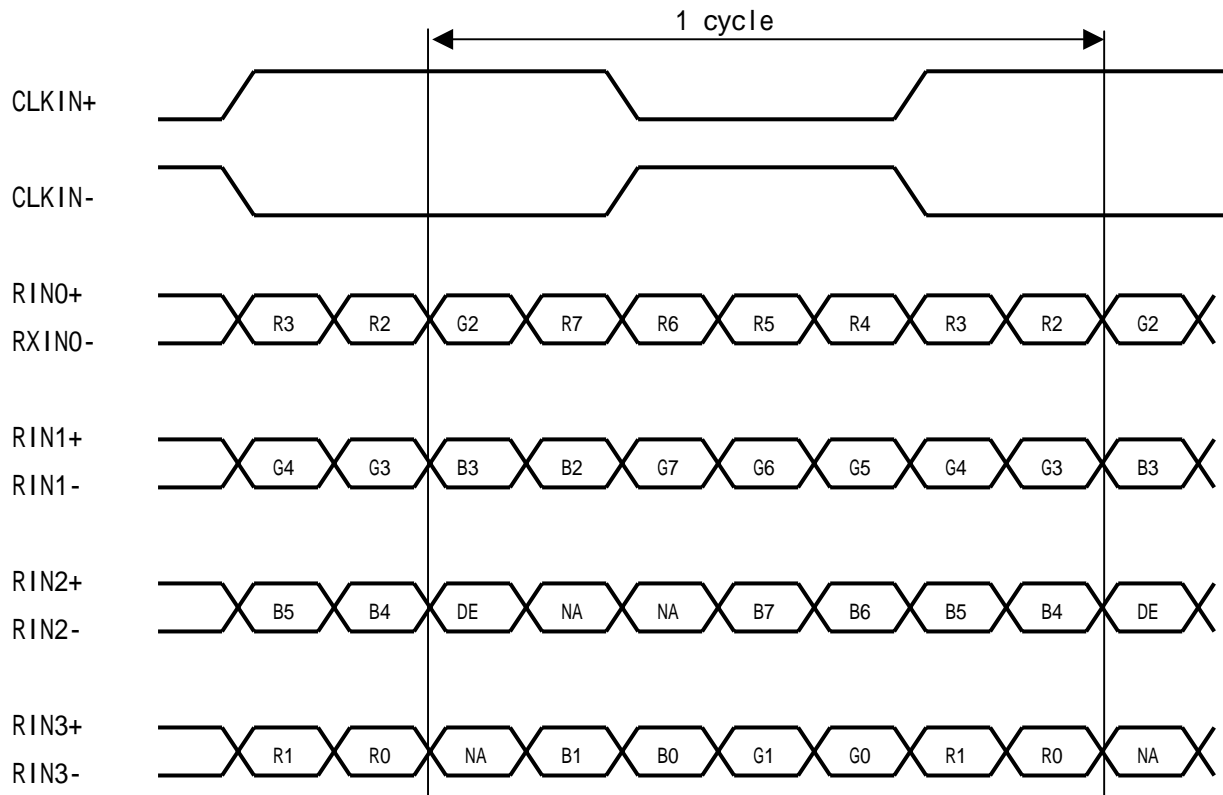 1 cycle
CLKIN+
CLKIN-
RIN0+
R3 R2 G2 R7 R6 R5 R4 R3 R2 G2
RXIN0-
RIN1+
G4 G3 B3 B2 G7 G6 G5 G4 G3 B3
RIN1-
RIN2+
B5 B4 DE NA NA B7 B6 B5 B4 DE
RIN2-
RIN3+
R1 R0 NA B1 B0 G1 G0 R1 R0 NA
RIN3-